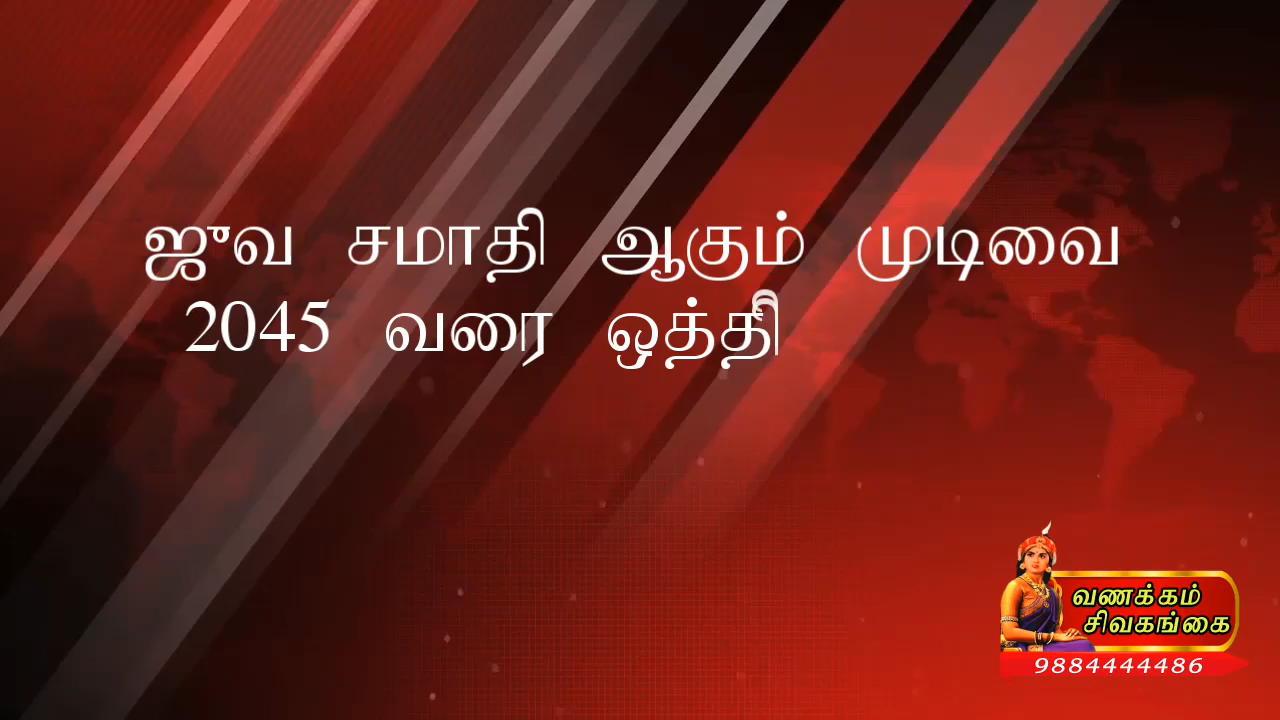 ஜுவ சமாதி ஆகும் முடிவை
2045 வரை ஒத்தீ
வணக்கம்
சிவகங்கை
9884444486